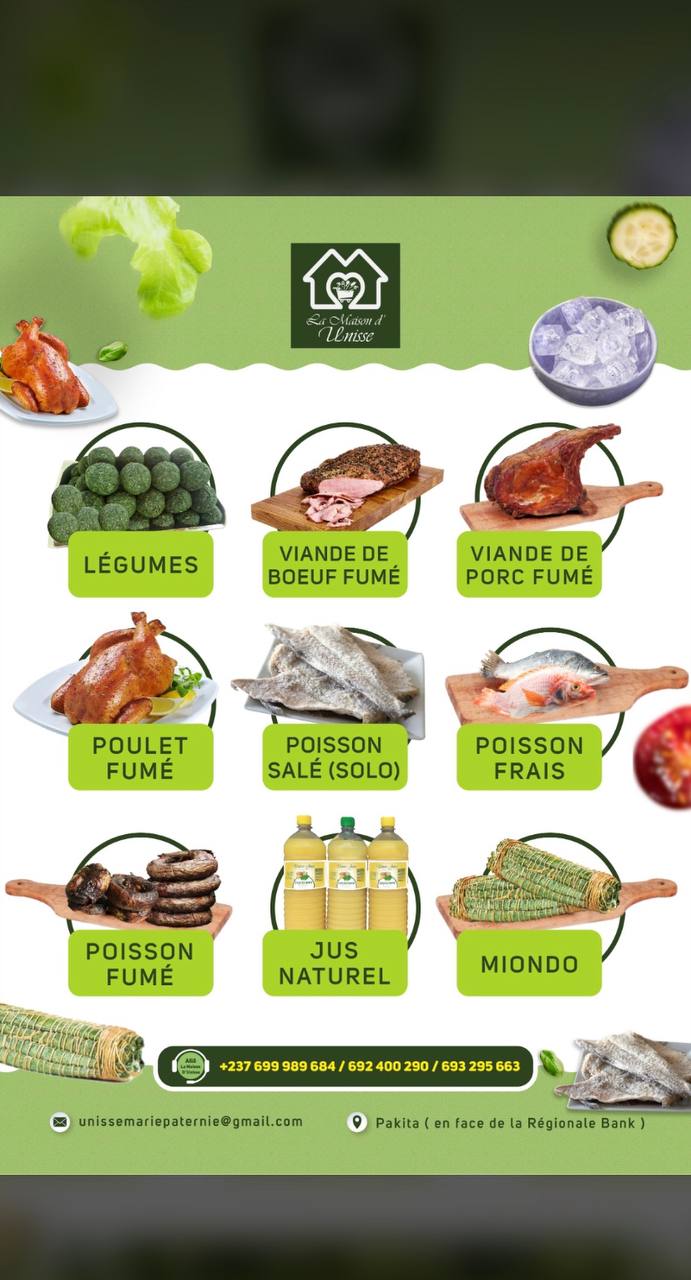 La Maison d'
Unisse
LÉGUMES
VIANDE DE
BOEUF FUMÉ
VIANDE DE
PORC FUMÉ
POULET
FUMÉ
POISSON
SALÉ (SOLO)
POISSON
FRAIS
POISSON
FUMÉ
JUS
NATUREL
MIONDO
Allô
La Maison
D'Unisse
+237 699 989 684 / 692 400 290 / 693 295 663
unissemariepaternie@gmail.com
Pakita ( en face de la Régionale Bank )